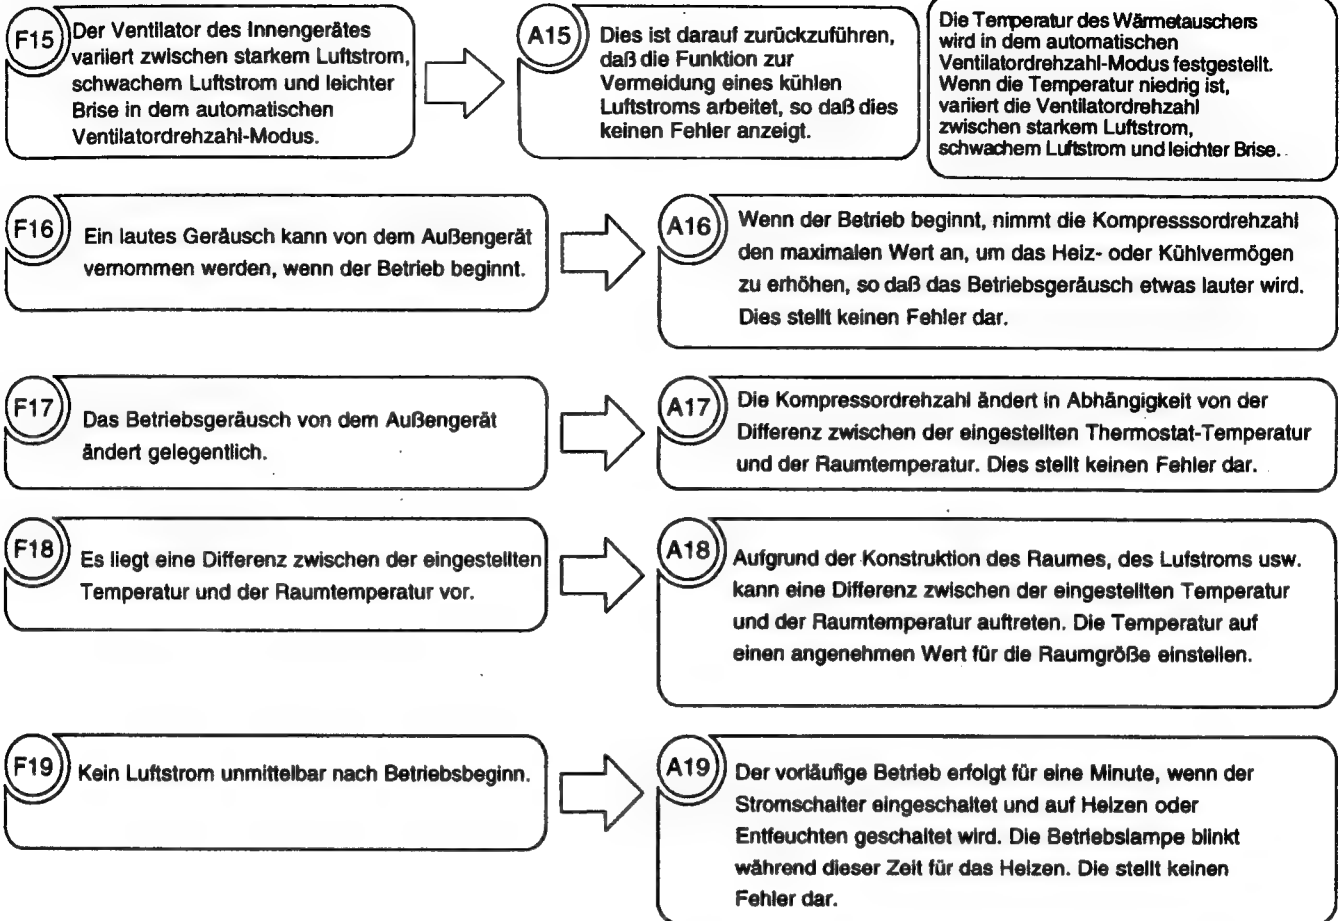 F15
Der Ventilator des Innengerätes
variiert zwischen starkem Luftstrom,
schwachem Luftstrom und leichter
Brise in dem automatischen
Ventilatordrehzahl-Modus.
A15
Dies ist darauf zurückzuführen,
daß die Funktion zur
Vermeidung eines kühlen
Luftstroms arbeitet, so daß dies
keinen Fehler anzeigt.
Die Temperatur des Wärmetauschers
wird in dem automatischen
Ventilatordrehzahl-Modus festgestellt.
Wenn die Temperatur niedrig ist,
variiert die Ventilatordrehzahl
zwischen starkem Luftstrom,
schwachem Luftstrom und leichter Brise.
F16
Ein lautes Geräusch kann von dem Außengerät
vernommen werden, wenn der Betrieb beginnt.
A16
Wenn der Betrieb beginnt, nimmt die Kompresssordrehzahl
den maximalen Wert an, um das Heiz- oder Kühlvermögen
zu erhöhen, so daß das Betriebsgeräusch etwas lauter wird.
Dies stellt keinen Fehler dar.
F17
Das Betriebsgeräusch von dem Außengerät
ändert gelegentlich.
A17
Die Kompressordrehzahl ändert in Abhängigkeit von der
Differenz zwischen der eingestellten Thermostat-Temperatur
und der Raumtemperatur. Dies stellt keinen Fehler dar.
F18
Es liegt eine Differenz zwischen der eingestellten
Temperatur und der Raumtemperatur vor.
A18
Aufgrund der Konstruktion des Raumes, des Lufstroms usw.
kann eine Differenz zwischen der eingestellten Temperatur
und der Raumtemperatur auftreten. Die Temperatur auf
einen angenehmen Wert für die Raumgröße einstellen.
F19
Kein Luftstrom unmittelbar nach Betriebsbeginn.
A19
Der vorläufige Betrieb erfolgt für eine Minute, wenn der
Stromschalter eingeschaltet und auf Heizen oder
Entfeuchten geschaltet wird. Die Betriebslampe blinkt
während dieser Zeit für das Heizen. Die stellt keinen
Fehler dar.